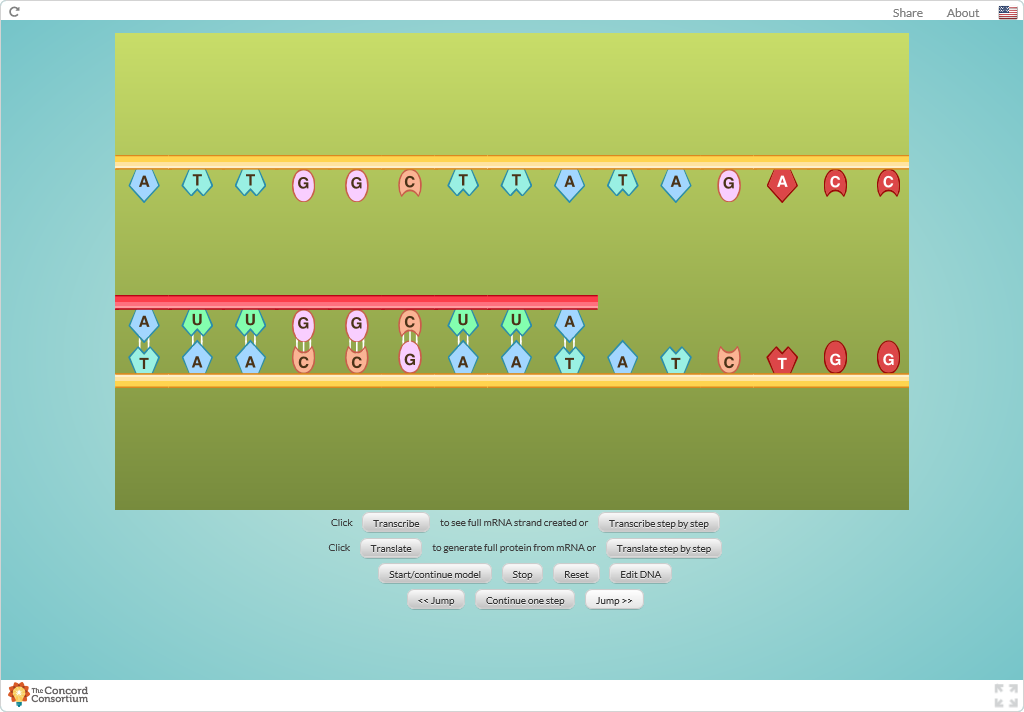 Share About
A T T G G C T T A T A G A C C
A U U G G C U U A
T A A C C G A A T A T C T G G
Click Transcribe to see full mRNA strand created or Transcribe step by step
Click Translate to generate full protein from mRNA or Translate step by step
Start/continue model Stop Reset Edit DNA
<< Jump Continue one step Jump >>
The Concord
Consortium